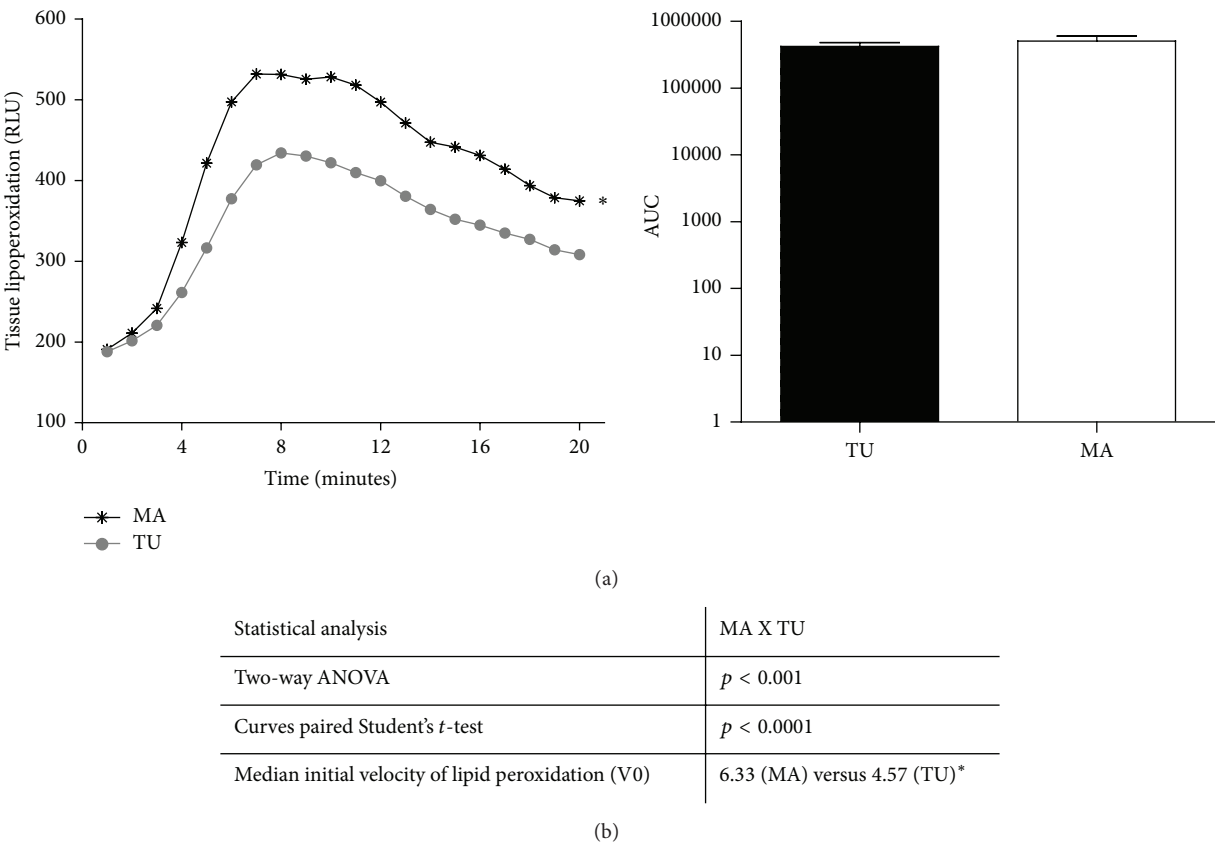 600
500
400
300
200
100
Tissue lipoperoxidation (RLU)
0
4
8
12
16
20
*
Time (minutes)
MA
TU
1000000
100000
10000
1000
100
10
1
AUC
TU
MA
(a)
Statistical analysis
MA X TU
Two-way ANOVA
p < 0.001
Curves paired Student's t-test
p < 0.0001
Median initial velocity of lipid peroxidation (V0)
6.33 (MA) versus 4.57 (TU)*
(b)